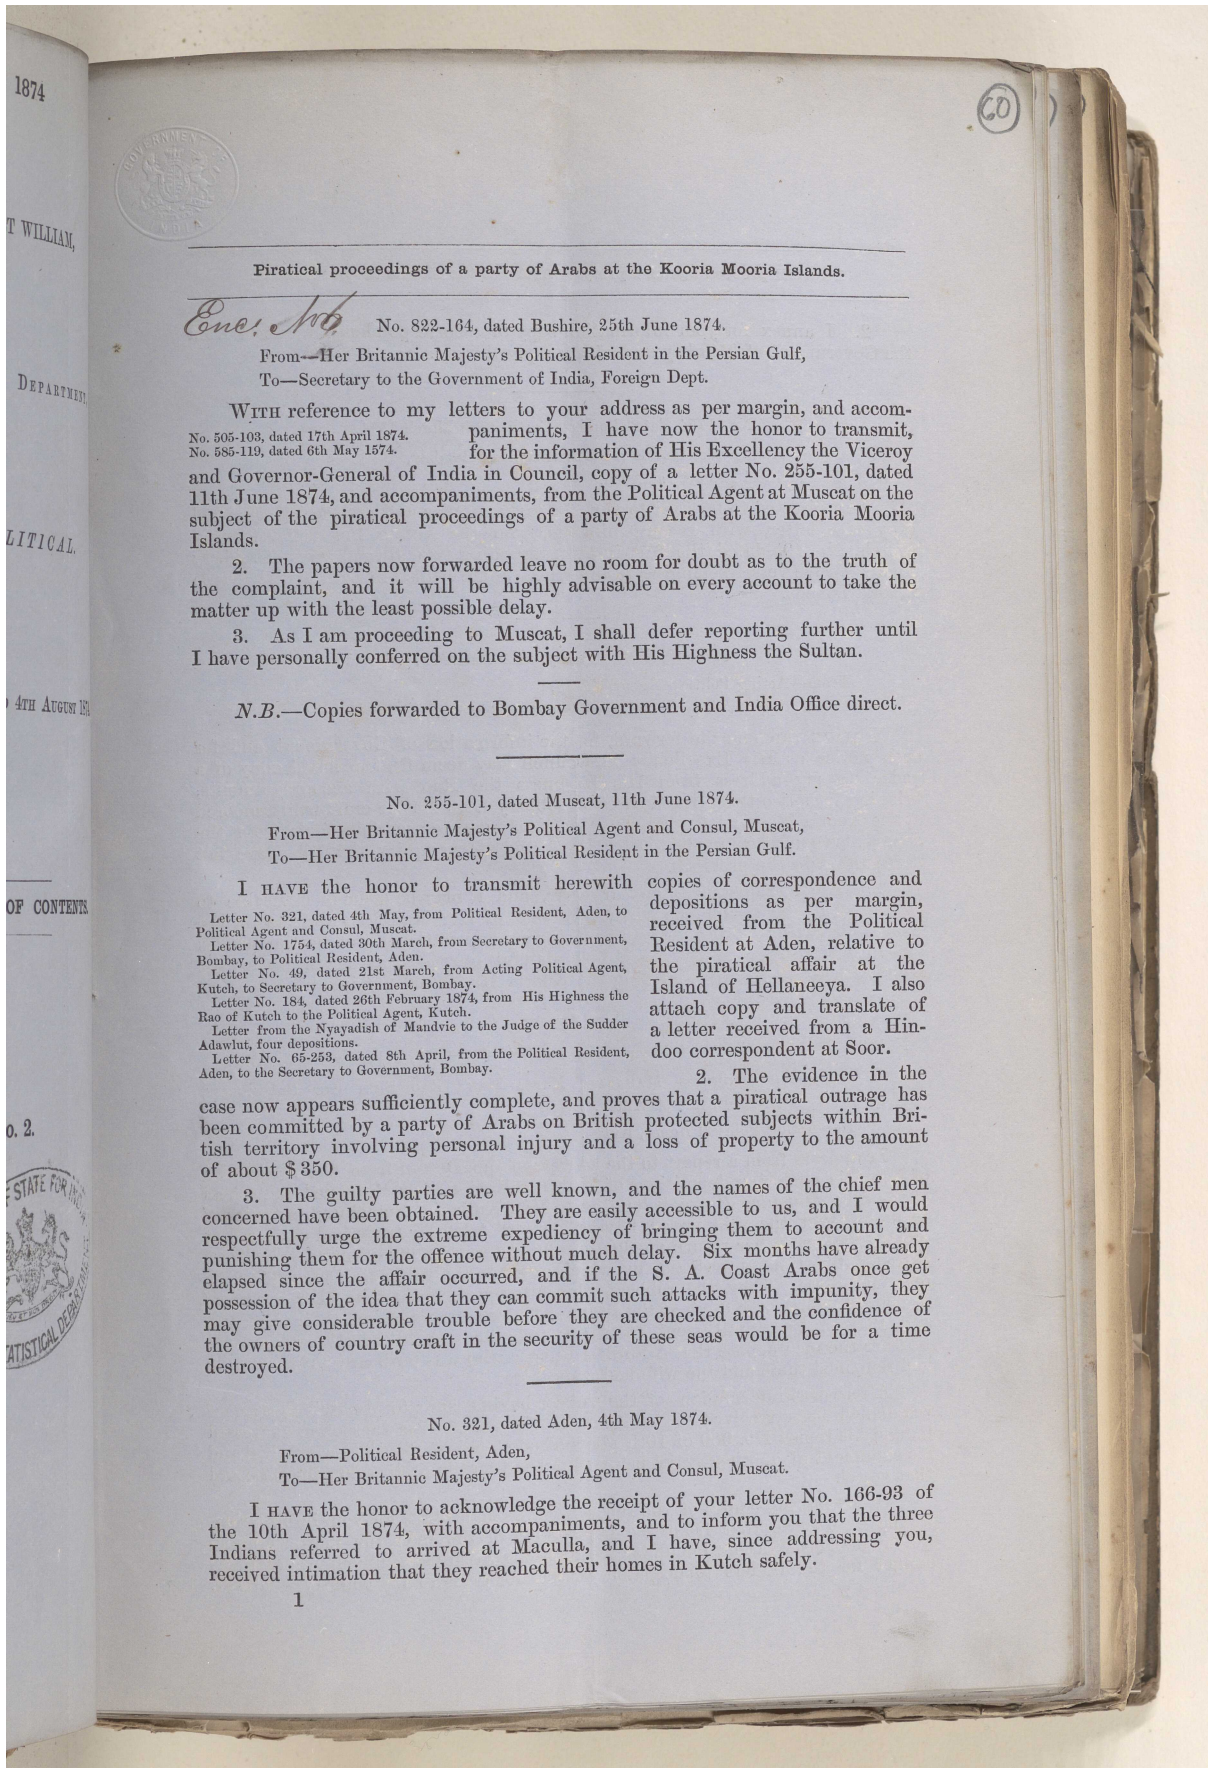 1874
T WILLIAM,
DEPARTMENT,
LITICAL.
4TH AUGUST
OF CONTENTS.
o. 2.
STATE FOR
60
GOVERNMENT OF
INDIA
Piratical proceedings of a party of Arabs at the Kooria Mooria Islands.
Enc. No 6
No. 822-164, dated Bushire, 25th June 1874.
From—Her Britannic Majesty's Political Resident in the Persian Gulf,
To—Secretary to the Government of India, Foreign Dept.
WITH reference to my letters to your address as per margin, and accom-
No. 505-103, dated 17th April 1874.
No. 585-119, dated 6th May 1574.
paniments, I have now the honor to transmit,
for the information of His Excellency the Viceroy
and Governor-General of India in Council, copy of a letter No. 255-101, dated
11th June 1874, and accompaniments, from the Political Agent at Muscat on the
subject of the piratical proceedings of a party of Arabs at the Kooria Mooria
Islands.
2. The papers now forwarded leave no room for doubt as to the truth of
the complaint, and it will be highly advisable on every account to take the
matter up with the least possible delay.
3. As I am proceeding to Muscat, I shall defer reporting further until
I have personally conferred on the subject with His Highness the Sultan.
N.B.—Copies forwarded to Bombay Government and India Office direct.
No. 255-101, dated Muscat, 11th June 1874.
From—Her Britannic Majesty's Political Agent and Consul, Muscat,
To—Her Britannic Majesty's Political Resident in the Persian Gulf.
I HAVE the honor to transmit herewith copies of correspondence and
Letter No. 321, dated 4th May, from Political Resident, Aden, to
Political Agent and Consul, Muscat.
Letter No. 1754, dated 30th March, from Secretary to Government,
Bombay, to Political Resident, Aden.
Letter No. 49, dated 21st March, from Acting Political Agent,
Kutch, to Secretary to Government, Bombay.
Letter No. 184, dated 26th February 1874, from His Highness the
Rao of Kutch to the Political Agent, Kutch.
Letter from the Nyayadish of Mandvie to the Judge of the Sudder
Adawlut, four depositions.
Letter No. 65-253, dated 8th April, from the Political Resident,
Aden, to the Secretary to Government, Bombay.
depositions as per margin,
received from the Political
Resident at Aden, relative to
the piratical affair at the
Island of Hellaneeya. I also
attach copy and translate of
a letter received from a Hin-
doo correspondent at Soor.
2. The evidence in the
case now appears sufficiently complete, and proves that a piratical outrage has
been committed by a party of Arabs on British protected subjects within Bri-
tish territory involving personal injury and a loss of property to the amount
of about $ 350.
3. The guilty parties are well known, and the names of the chief men
concerned have been obtained. They are easily accessible to us, and I would
respectfully urge the extreme expediency of bringing them to account and
punishing them for the offence without much delay. Six months have already
elapsed since the affair occurred, and if the S. A. Coast Arabs once get
possession of the idea that they can commit such attacks with impunity, they
may give considerable trouble before they are checked and the confidence of
the owners of country craft in the security of these seas would be for a time
destroyed.
No. 321, dated Aden, 4th May 1874.
From—Political Resident, Aden,
To—Her Britannic Majesty's Political Agent and Consul, Muscat.
I HAVE the honor to acknowledge the receipt of your letter No. 166-93 of
the 10th April 1874, with accompaniments, and to inform you that the three
Indians referred to arrived at Maculla, and I have, since addressing you,
received intimation that they reached their homes in Kutch safely.
1